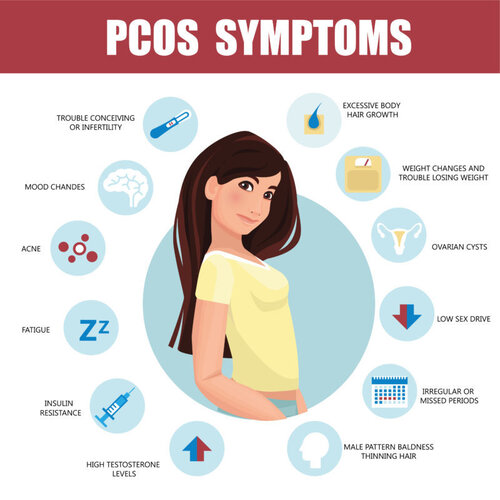 PCOS SYMPTOMS
TROUBLE CONCEIVING
OR INFERTILITY
EXCESSIVE BODY
HAIR GROWTH
MOOD CHANDES
WEIGHT CHANGES AND
TROUBLE LOSING WEIGHT
ACNE
OVARIAN CYSTS
FATIGUE
ZZ
LOW SEX DRIVE
INSULIN
RESISTANCE
IRREGULAR OR
MISSED PERIODS
HIGH TESTOSTERONE
LEVELS
MALE PATTERN BALDNESS
THINNING HAIR